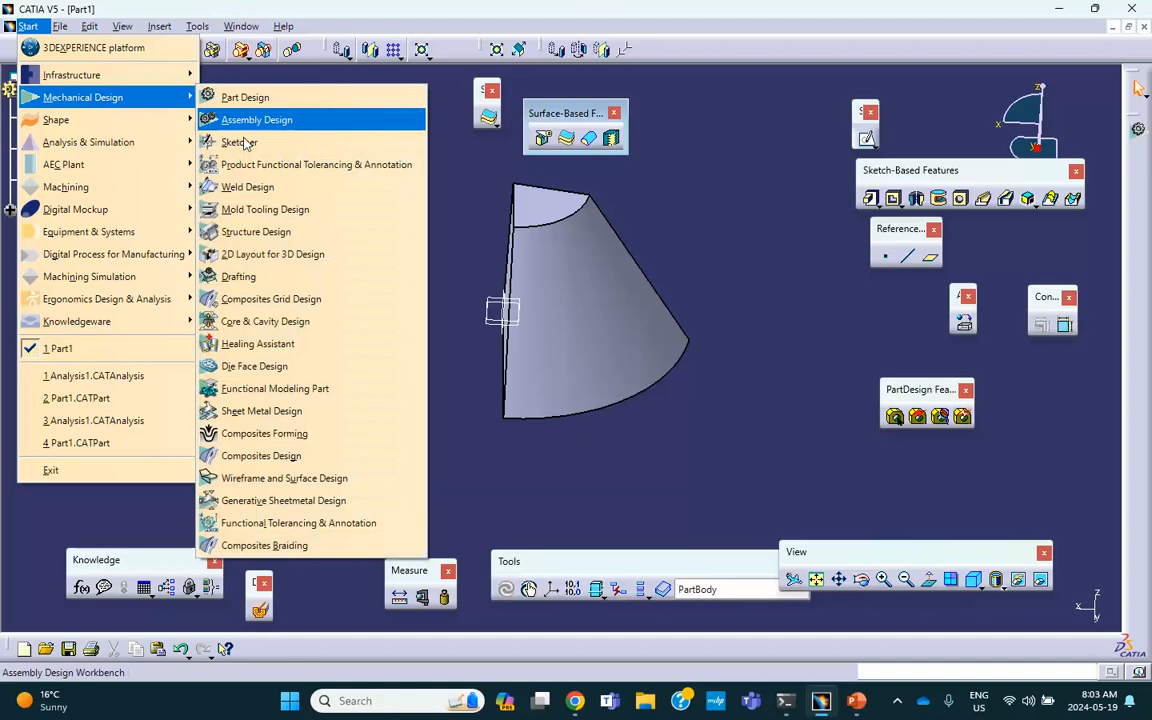 CATIA V5 - [Part1]
Start File Edit View Insert Tools Window Help
3DEXPERIENCE platform
Infrastructure
Mechanical Design
Shape
Analysis & Simulation
AEC Plant
Machining
Digital Mockup
Equipment & Systems
Digital Process for Manufacturing
Machining Simulation
Ergonomics Design & Analysis
Knowledgeware
1 Part1
1 Analysis1.CATAnalysis
2 Part1.CATPart
3 Analysis1.CATAnalysis
4 Part1.CATPart
Exit
Part Design
Assembly Design
Sketcher
Product Functional Tolerancing & Annotation
Weld Design
Mold Tooling Design
Structure Design
2D Layout for 3D Design
Drafting
Composites Grid Design
Core & Cavity Design
Healing Assistant
Die Face Design
Functional Modeling Part
Sheet Metal Design
Composites Forming
Composites Design
Wireframe and Surface Design
Generative Sheetmetal Design
Functional Tolerancing & Annotation
Composites Braiding
Surface-Based F...
Sketch-Based Features
Reference...
Con...
PartDesign Fea...
z
x
y
Knowledge
f(x)
Measure
Tools
10,1
10,0
PartBody
View
z
x
y
CATIA
Assembly Design Workbench
16°C
Sunny
Search
ENG
US
8:03 AM
2024-05-19